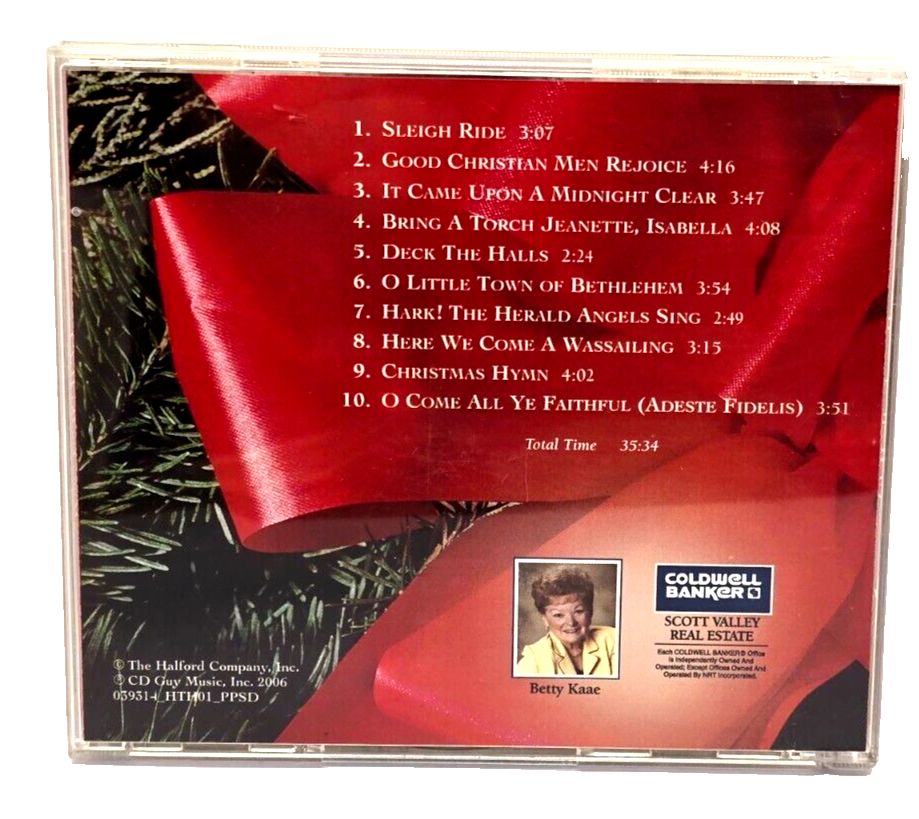 1. SLEIGH RIDE 3:07
2. GOOD CHRISTIAN MEN REJOICE 4:16
3. IT CAME UPON A MIDNIGHT CLEAR 3:47
4. BRING A TORCH JEANETTE, ISABELLA 4:08
5. DECK THE HALLS 2:24
6. O LITTLE TOWN OF BETHLEHEM 3:54
7. HARK! THE HERALD ANGELS SING 2:49
8. HERE WE COME A WASSAILING 3:15
9. CHRISTMAS HYMN 4:02
10. O COME ALL YE FAITHFUL (ADESTE FIDELIS) 3:51
Total Time 35:34
COLDWELL
BANKER
SCOTT VALLEY
REAL ESTATE
Each COLDWELL BANKER® Office
Is Independently Owned And
Operated; Except Offices Owned And
Operated By NRT Incorporated.
Betty Kaae
© The Halford Company, Inc.
℗ CD Guy Music, Inc. 2006